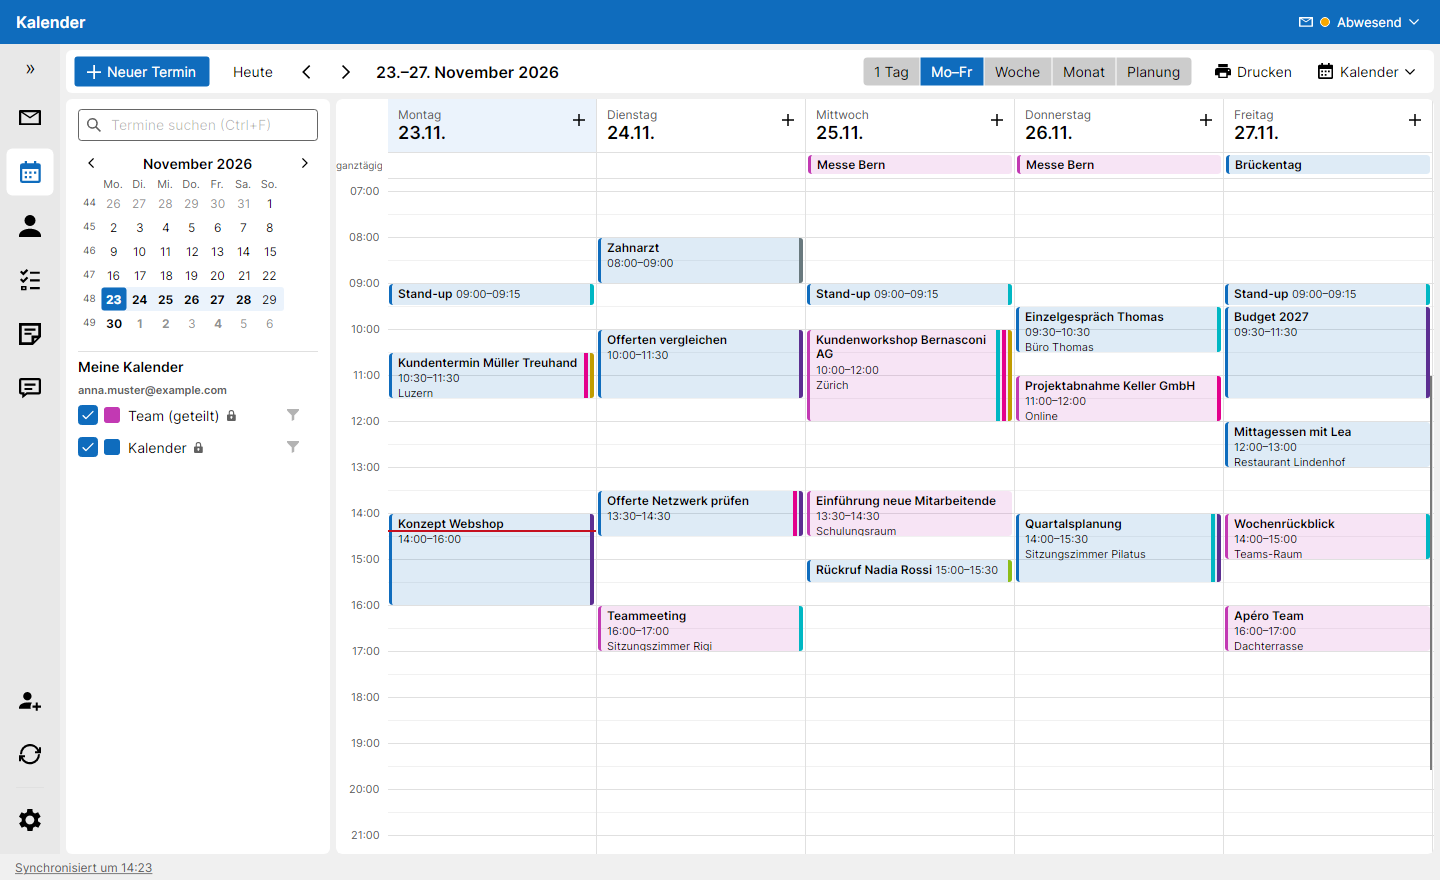 Kalender
Abwesend
Neuer Termin
Heute
23.–27. November 2026
1 Tag
Mo–Fr
Woche
Monat
Planung
Drucken
Kalender
Termine suchen (Ctrl+F)
November 2026
Mo. Di. Mi. Do. Fr. Sa. So.
44 26 27 28 29 30 31 1
45 2 3 4 5 6 7 8
46 9 10 11 12 13 14 15
47 16 17 18 19 20 21 22
48 23 24 25 26 27 28 29
49 30 1 2 3 4 5 6
Meine Kalender
anna.muster@example.com
Team (geteilt)
Kalender
Montag
23.11.
Dienstag
24.11.
Mittwoch
25.11.
Donnerstag
26.11.
Freitag
27.11.
ganztägig
Messe Bern
Messe Bern
Brückentag
07:00
08:00
09:00
10:00
11:00
12:00
13:00
14:00
15:00
16:00
17:00
18:00
19:00
20:00
21:00
Stand-up 09:00–09:15
Kundentermin Müller Treuhand
10:30–11:30
Luzern
Konzept Webshop
14:00–16:00
Zahnarzt
08:00–09:00
Offerten vergleichen
10:00–11:30
Offerte Netzwerk prüfen
13:30–14:30
Teammeeting
16:00–17:00
Sitzungszimmer Rigi
Stand-up 09:00–09:15
Kundenworkshop Bernasconi
AG
10:00–12:00
Zürich
Einführung neue Mitarbeitende
13:30–14:30
Schulungsraum
Rückruf Nadia Rossi 15:00–15:30
Einzelgespräch Thomas
09:30–10:30
Büro Thomas
Projektabnahme Keller GmbH
11:00–12:00
Online
Quartalsplanung
14:00–15:30
Sitzungszimmer Pilatus
Stand-up 09:00–09:15
Budget 2027
09:30–11:30
Mittagessen mit Lea
12:00–13:00
Restaurant Lindenhof
Wochenrückblick
14:00–15:00
Teams-Raum
Apéro Team
16:00–17:00
Dachterrasse
Synchronisiert um 14:23